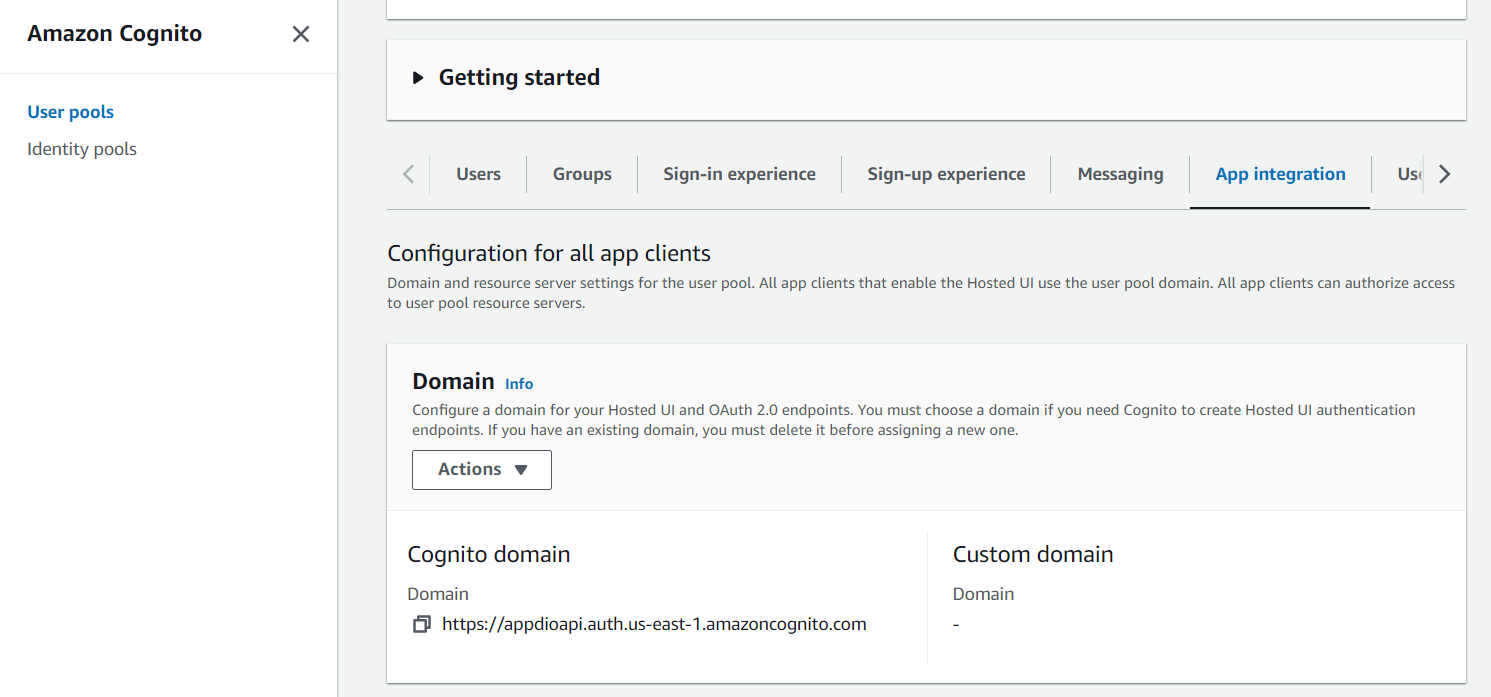 Amazon Cognito
User pools
Identity pools
Getting started
Users
Groups
Sign-in experience
Sign-up experience
Messaging
App integration
Configuration for all app clients
Domain and resource server settings for the user pool. All app clients that enable the Hosted UI use the user pool domain. All app clients can authorize access
to user pool resource servers.
Domain Info
Configure a domain for your Hosted UI and OAuth 2.0 endpoints. You must choose a domain if you need Cognito to create Hosted UI authentication
endpoints. If you have an existing domain, you must delete it before assigning a new one.
Actions
Cognito domain
Domain
https://appdioapi.auth.us-east-1.amazoncognito.com
Custom domain
Domain
-